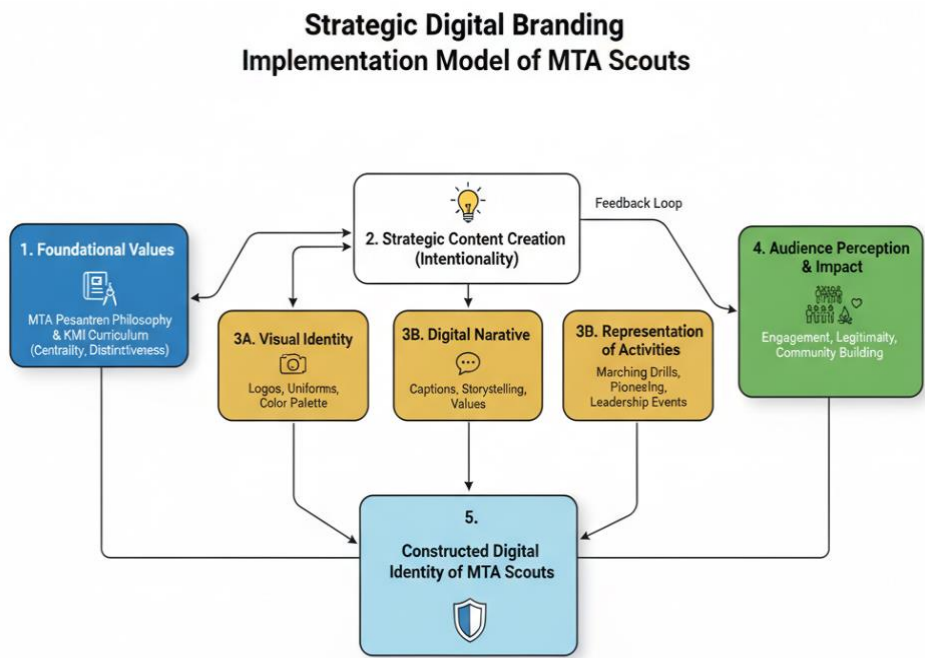 Strategic Digital Branding
Implementation Model of MTA Scouts
Feedback Loop
1. Foundational Values
MTA Pesantren Philosophy
& KMI Curriculum
(Centrality, Distintiveness)
2. Strategic Content Creation
(Intentionality)
4. Audience Perception
& Impact
Engagement, Legitimaity,
Community Building
3A. Visual Identity
Logos, Uniforms,
Color Palette
3B. Digital Narative
Captions, Storystelling,
Values
3B. Representation
of Activities
Marching Drills,
Pioneeing,
Leadership Events
5.
Constructed Digital
Identity of MTA Scouts